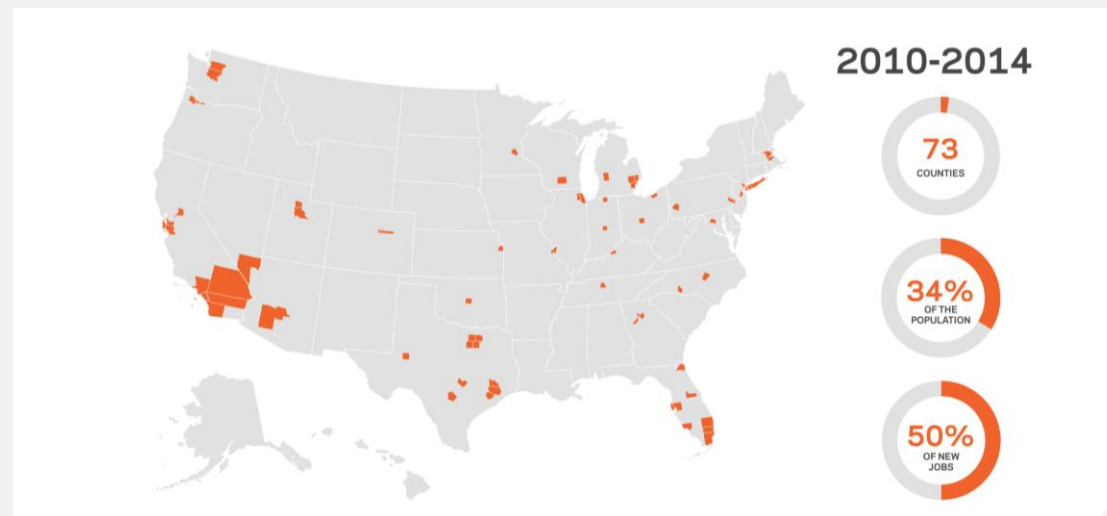 2010-2014
73
COUNTIES
34%
OF THE
POPULATION
50%
OF NEW
JOBS